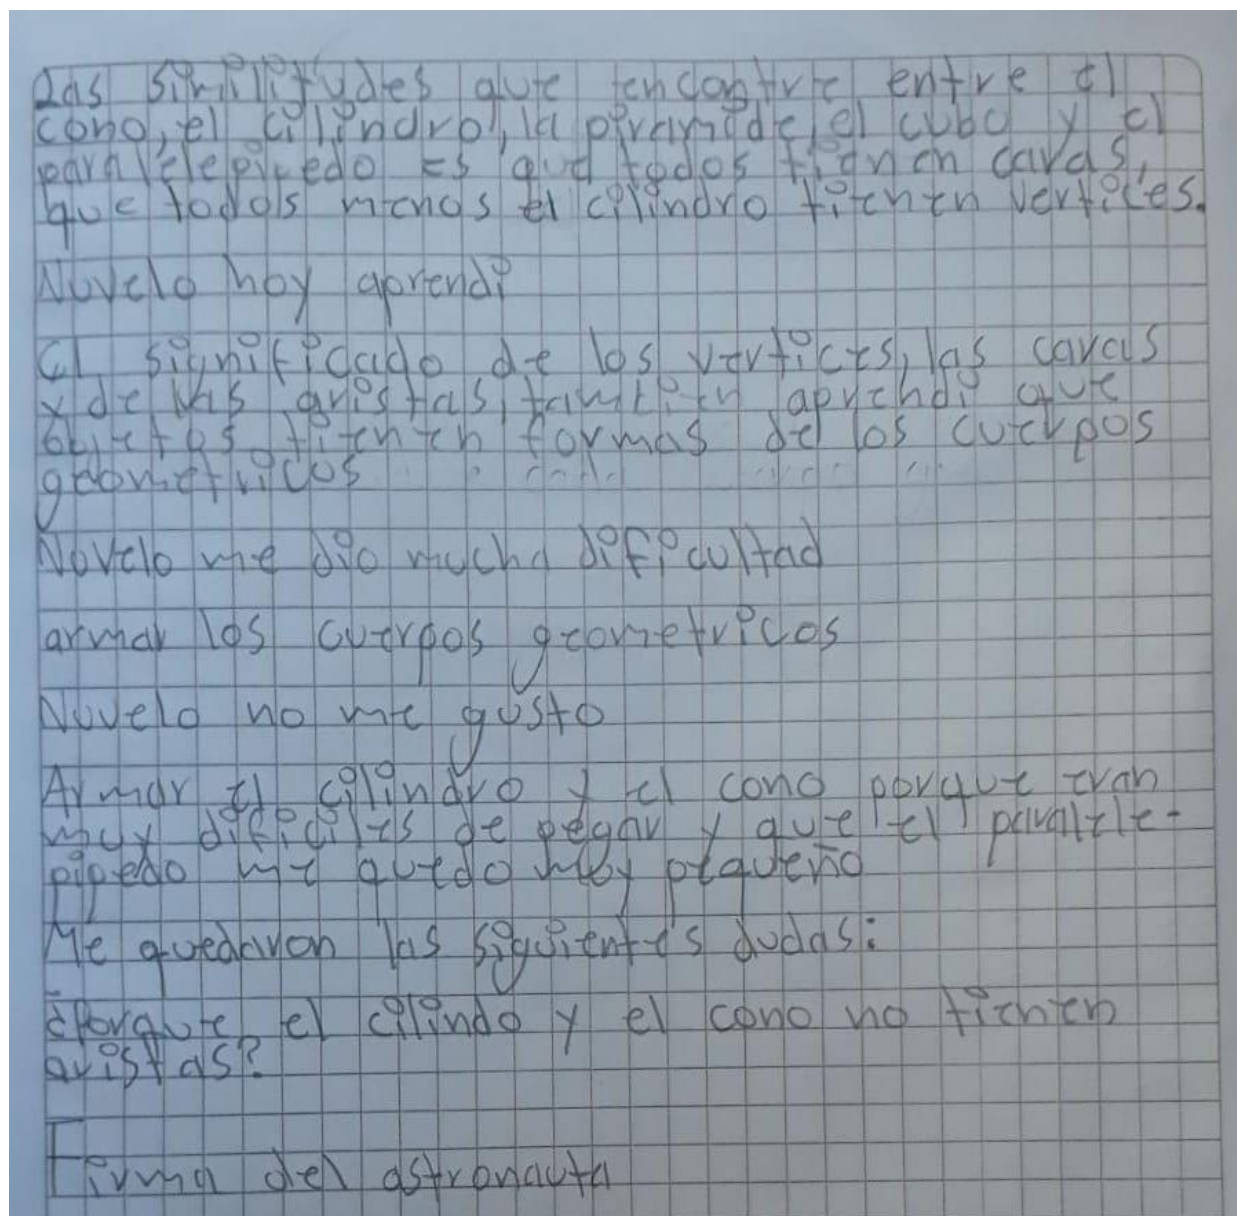 Las similitudes que encontre entre el
cono, el cilindro, la piramide, el cubo y el
paralelepipedo es que todos tienen caras,
que todos menos el cilindro tienen vertices.
Novelo hoy aprendi
El significado de los vertices, las caras
y de las aristas, tambien aprendi que
objetos tienen formas de los cuerpos
geometricos
Novelo me dio mucha dificultad
armar los cuerpos geometricos
Novelo no me gusto
Armar el cilindro y el cono porque eran
muy dificiles de pegar y que el paralele-
pipedo me quedo muy pequeño
Me quedaron las siguientes dudas:
¿Porque el cilindo y el cono no tienen
aristas?
Firma del astronauta